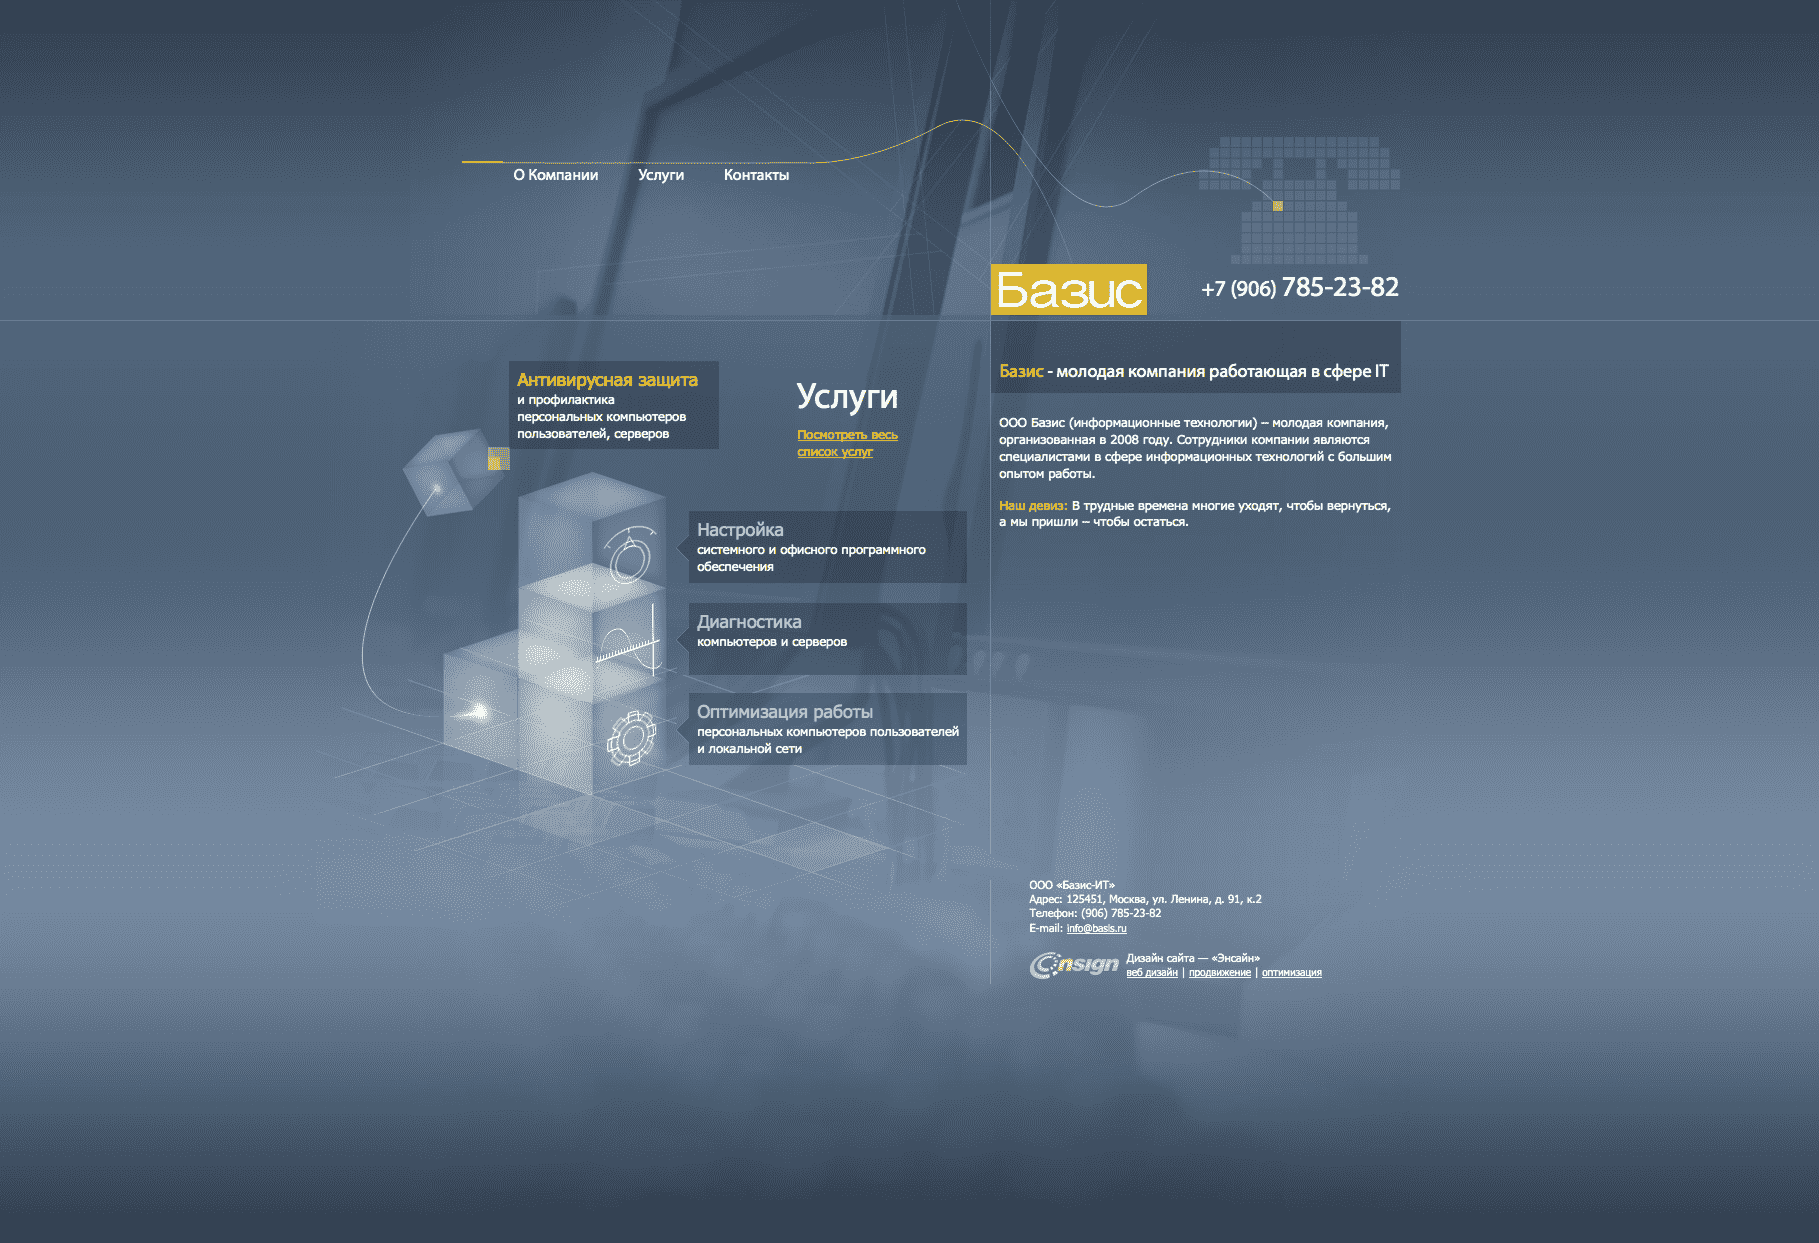 О Компании
Услуги
Контакты
Базис
+7 (906) 785-23-82
Антивирусная защита
и профилактика
персональных компьютеров
пользователей, серверов
Услуги
Посмотреть весь
список услуг
Настройка
системного и офисного программного
обеспечения
Диагностика
компьютеров и серверов
Оптимизация работы
персональных компьютеров пользователей
и локальной сети
Базис - молодая компания работающая в сфере IT
ООО Базис (информационные технологии) – молодая компания,
организованная в 2008 году. Сотрудники компании являются
специалистами в сфере информационных технологий с большим
опытом работы.
Наш девиз: В трудные времена многие уходят, чтобы вернуться,
а мы пришли – чтобы остаться.
ООО «Базис-ИТ»
Адрес: 125451, Москва, ул. Ленина, д. 91, к.2
Телефон: (906) 785-23-82
E-mail: info@basis.ru
nsign
Дизайн сайта — «Энсайн»
веб дизайн | продвижение | оптимизация